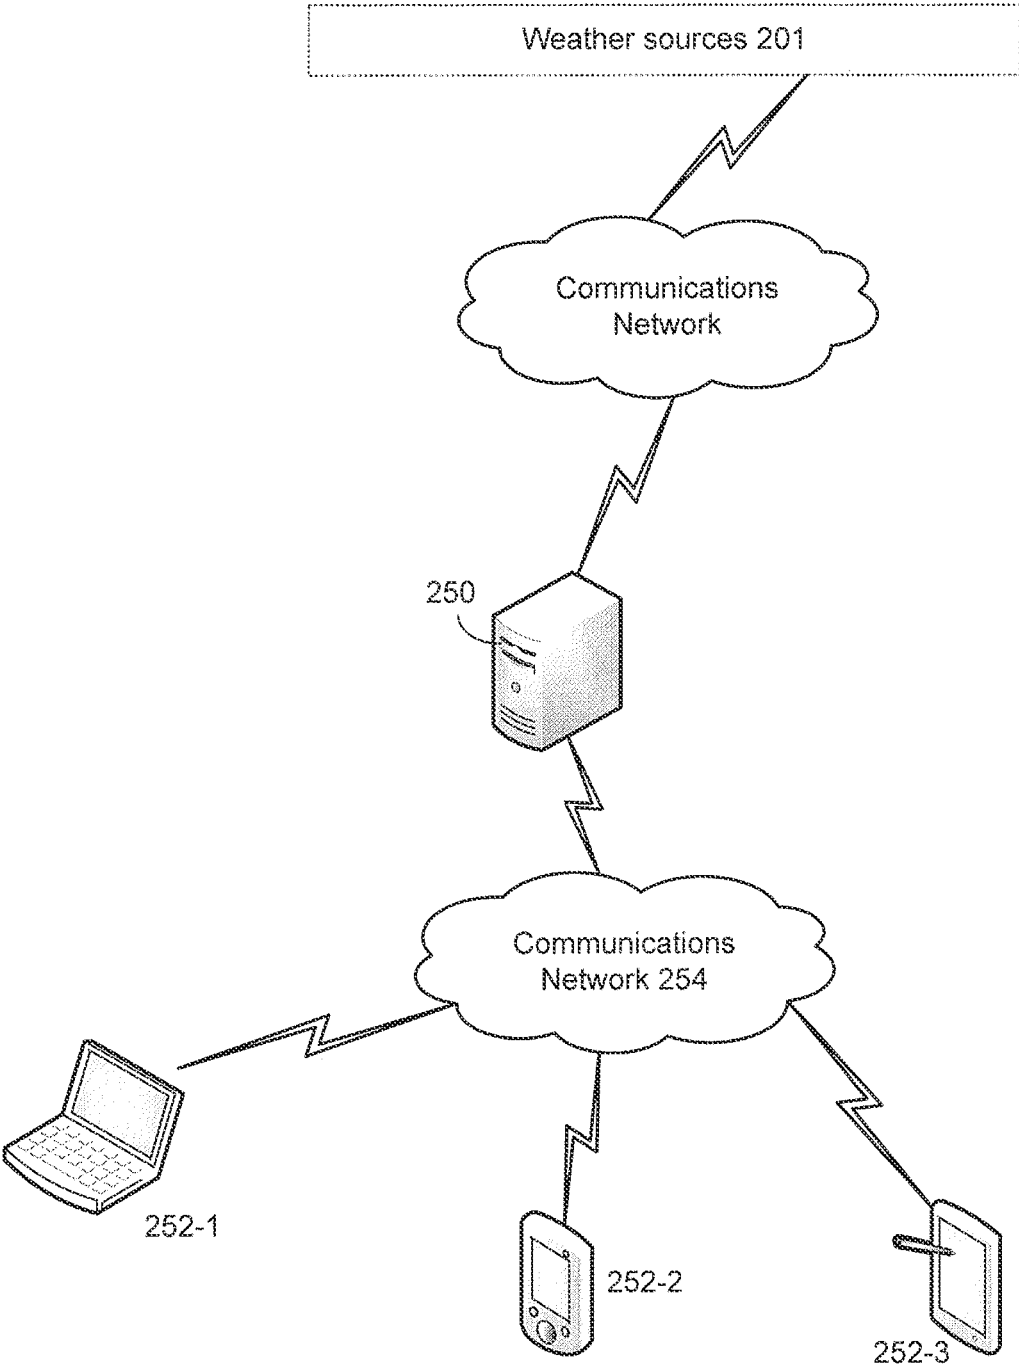 Weather sources 201
Communications
Network
250
Communications
Network 254
252-1
252-2
252-3